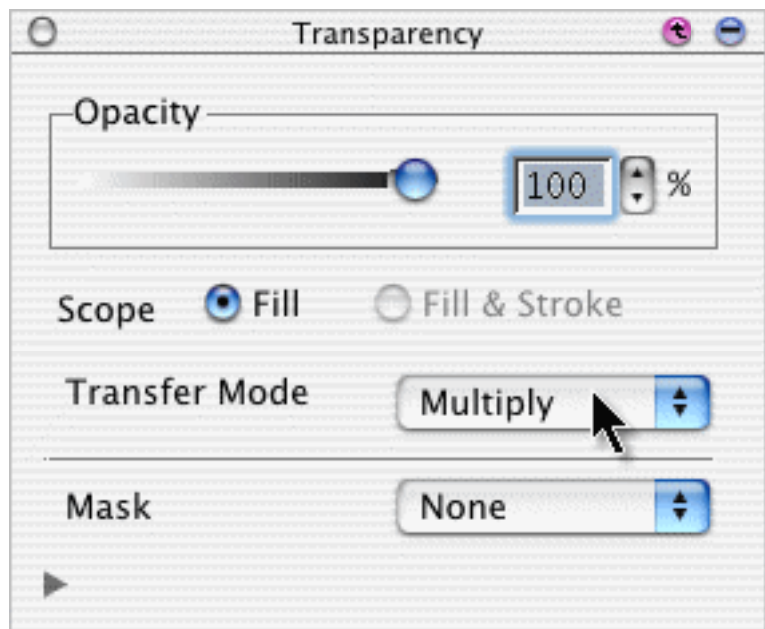 Transparency
Opacity
100 %
Scope Fill Fill & Stroke
Transfer Mode Multiply
Mask None